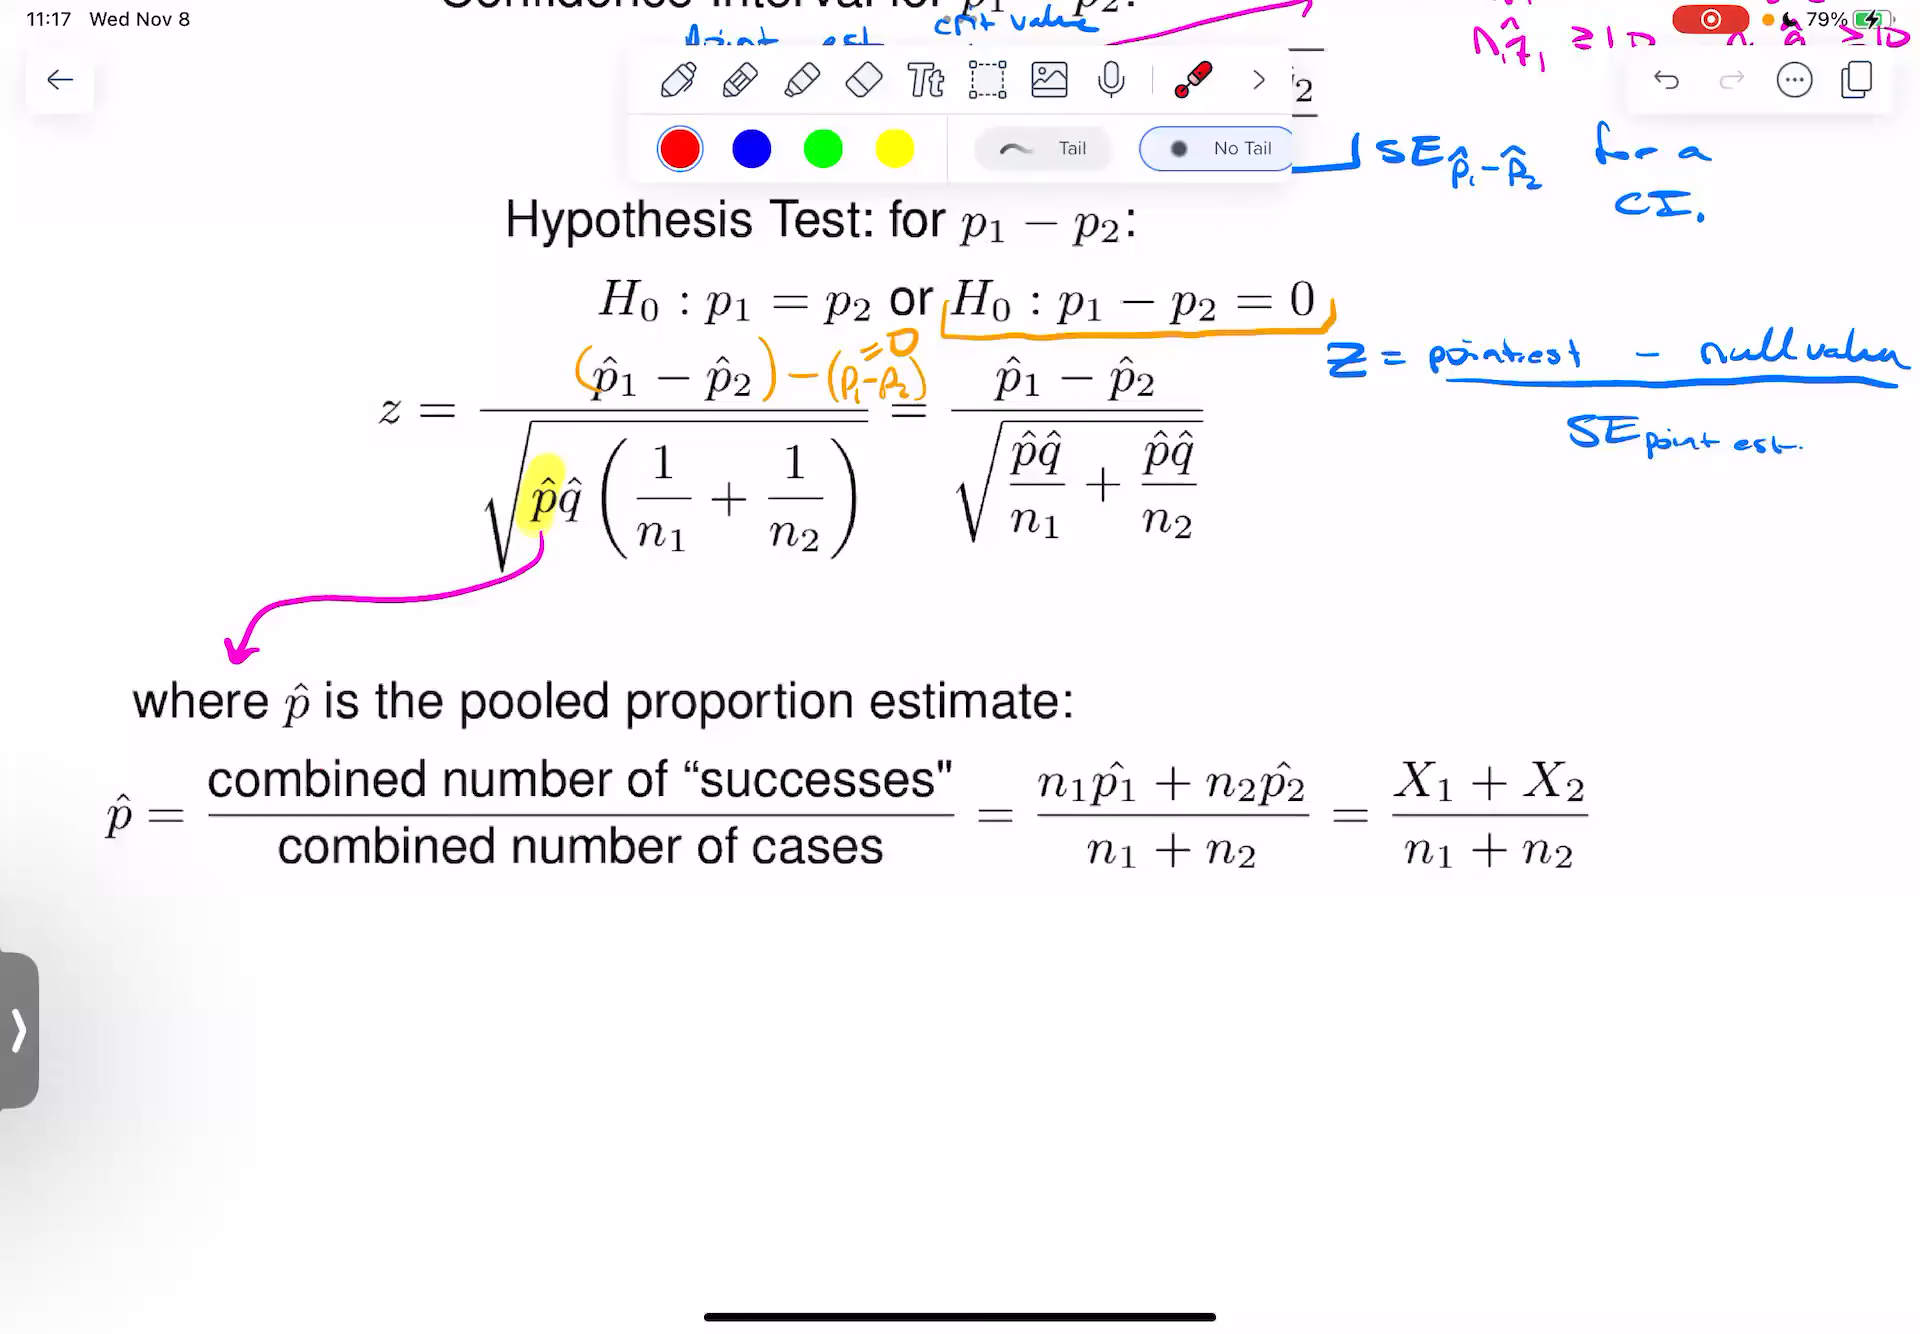 11:17 Wed Nov 8
79%
crit value
n₁q̂₁ ≥10
Tt
2
Tail
No Tail
SE p̂₁-p̂₂ for a
CI.
Hypothesis Test: for p₁ − p₂:
H₀ : p₁ = p₂ or H₀ : p₁ − p₂ = 0
=0
z = (p̂₁ − p̂₂) − (p₁-p₂) / √(p̂q̂ (1/n₁ + 1/n₂)) = p̂₁ − p̂₂ / √(p̂q̂/n₁ + p̂q̂/n₂)
z = point est - null value
SE point est.
where p̂ is the pooled proportion estimate:
p̂ = combined number of “successes" / combined number of cases = n₁p̂₁ + n₂p̂₂ / n₁ + n₂ = X₁ + X₂ / n₁ + n₂